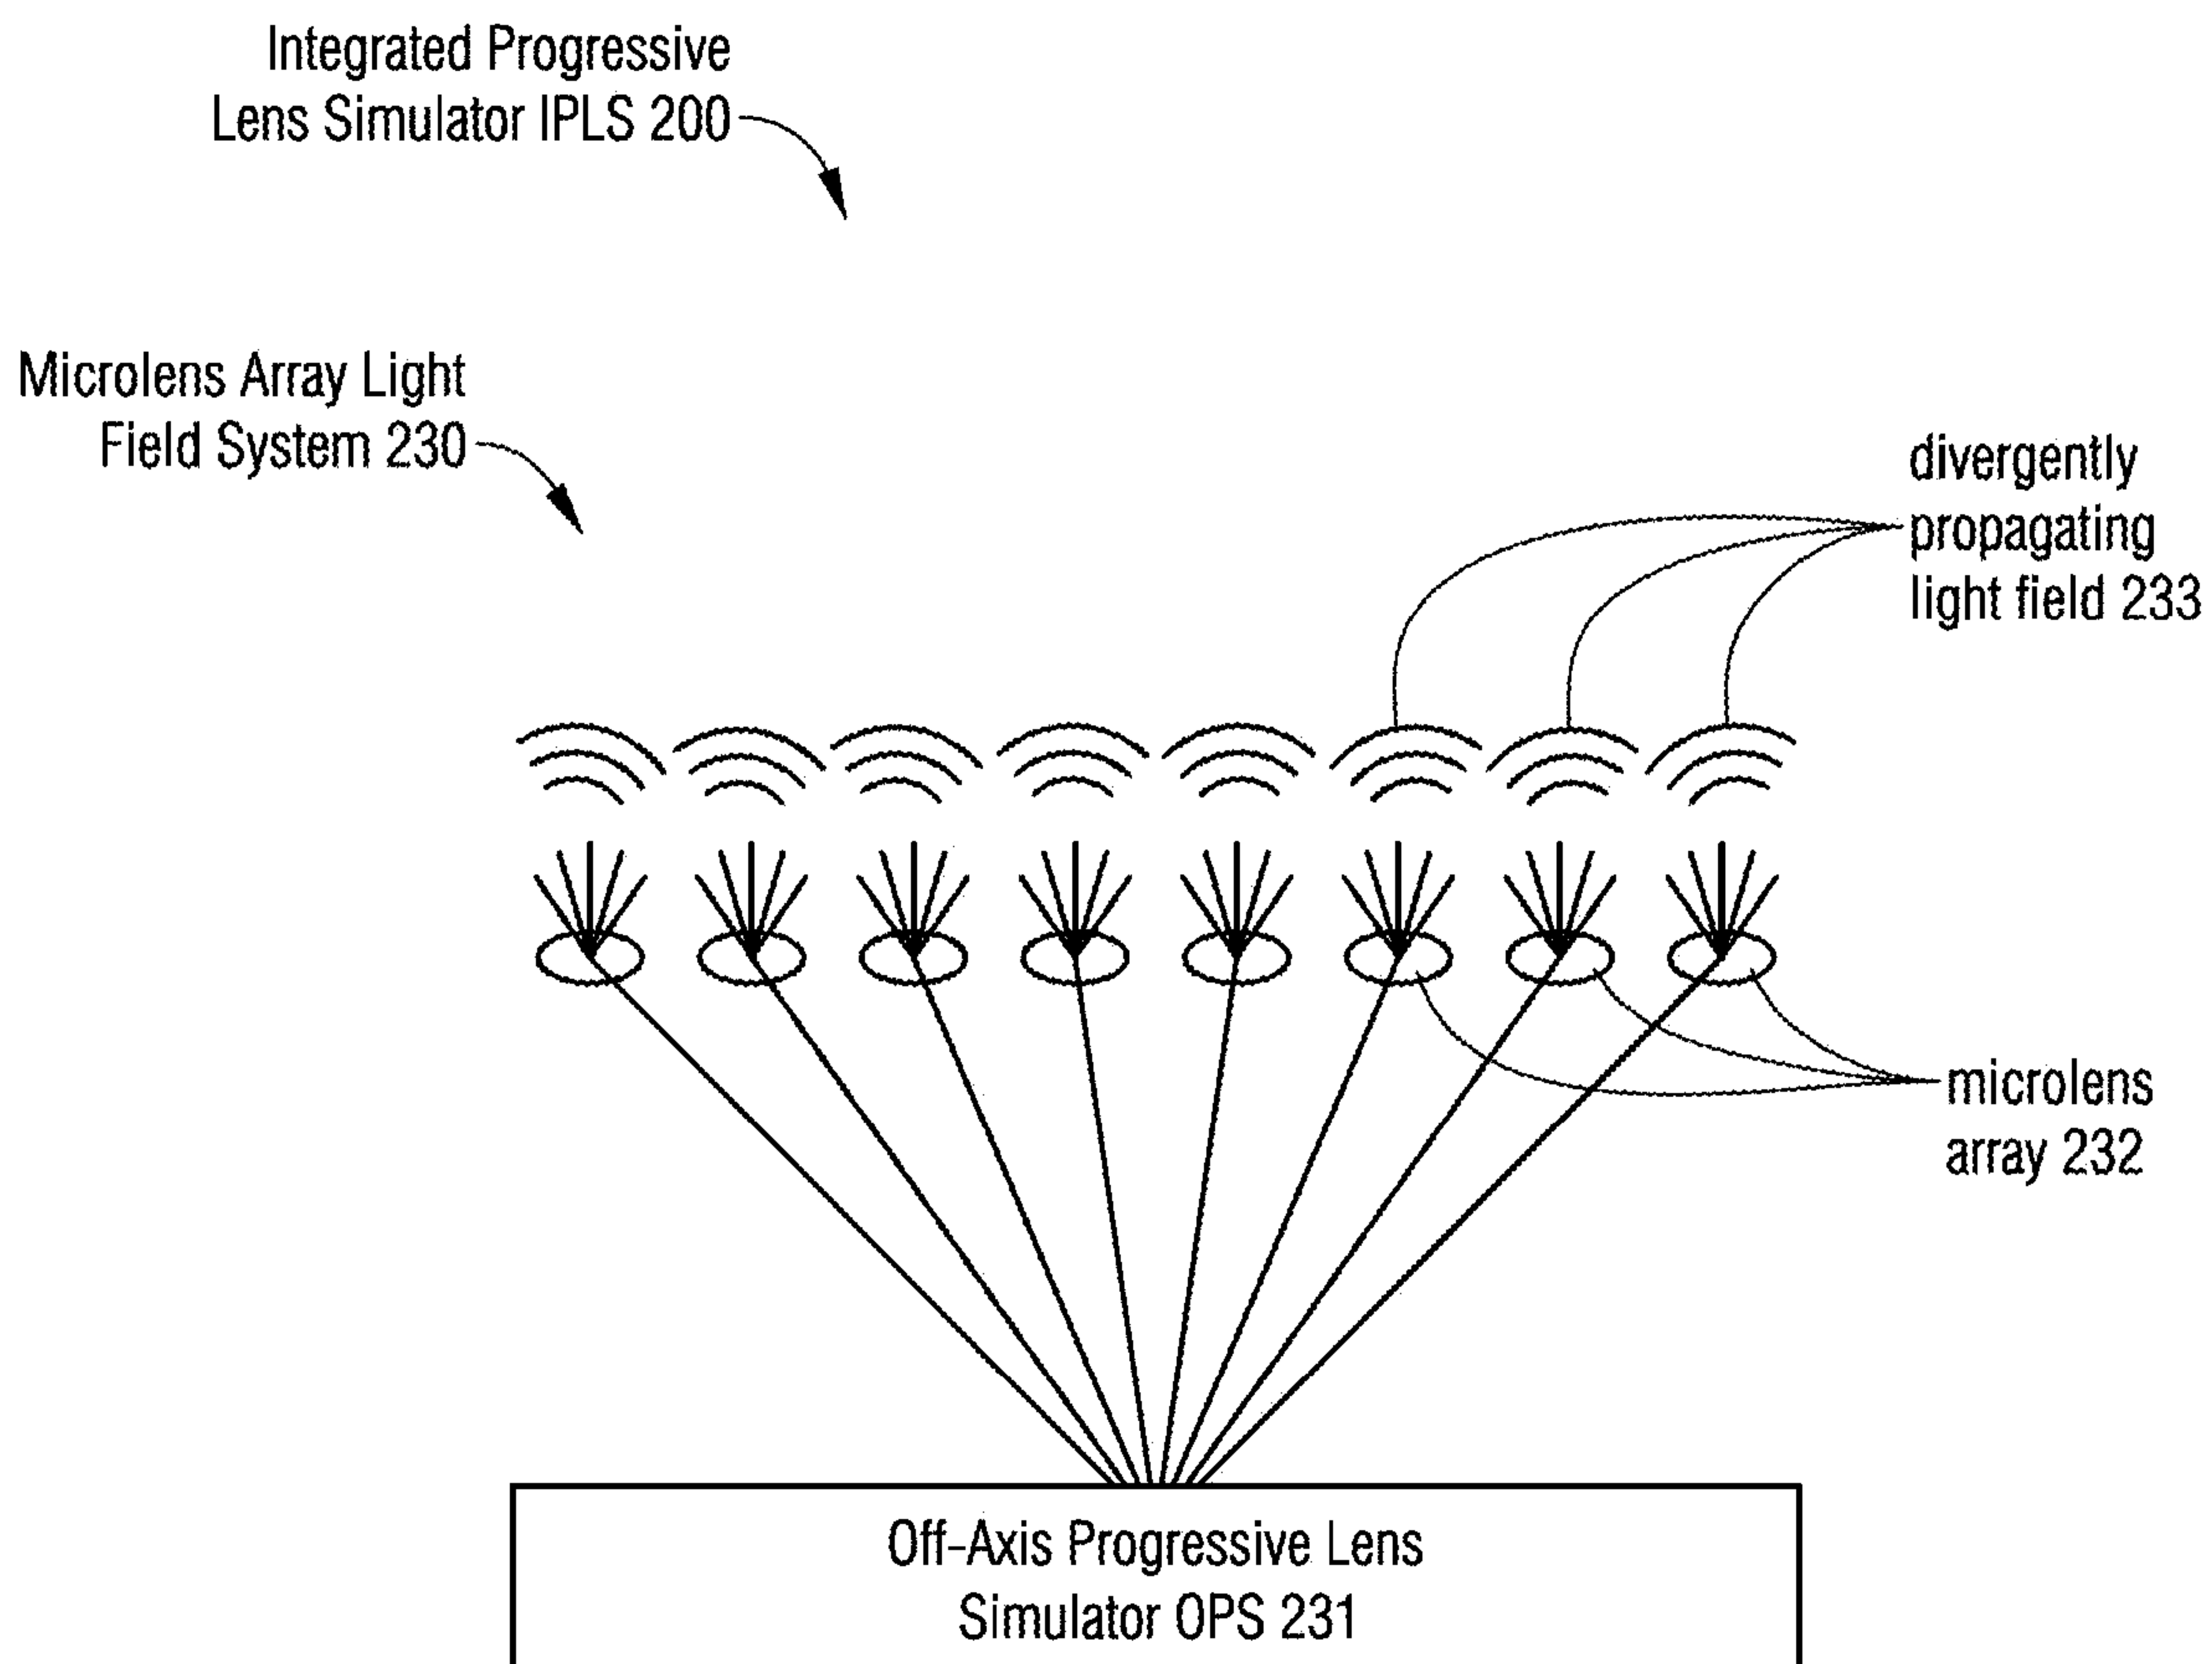 Integrated Progressive
Lens Simulator IPLS 200
Microlens Array Light
Field System 230
divergently
propagating
light field 233
microlens
array 232
Off-Axis Progressive Lens
Simulator OPS 231